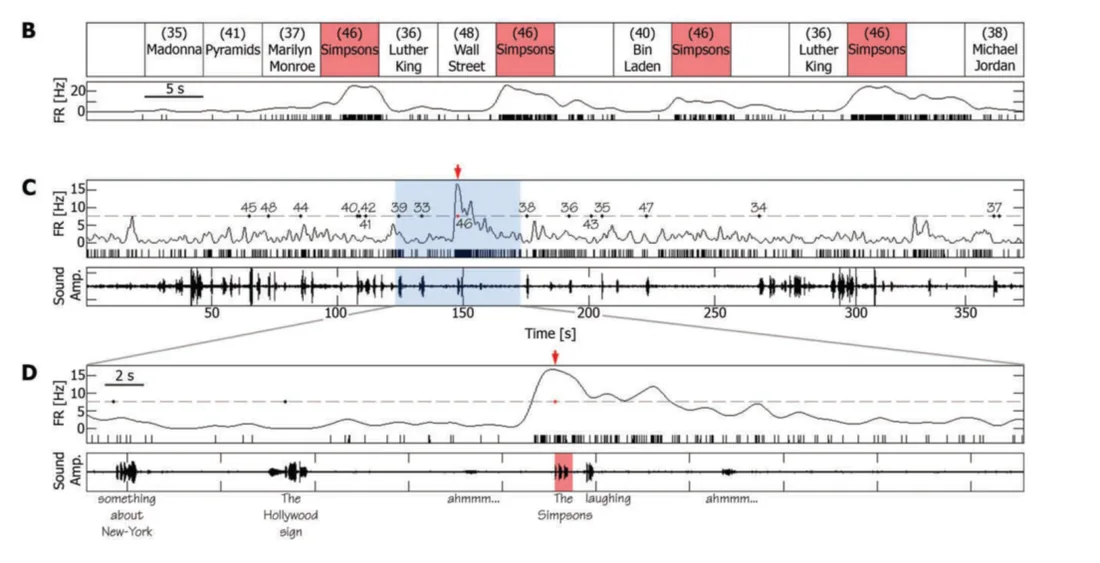 B
(35) (41) (37) (46) (36) (48) (46) (40) (46) (36) (46) (38)
Madonna Pyramids Marilyn Simpsons Luther Wall Simpsons Bin Simpsons Luther Simpsons Michael
Monroe King Street Laden King Jordan
FR [Hz]
20
0
5 s
C
FR [Hz]
15
10
5
0
45 48 44 40 42 39 33 38 36 35 47 34 37
41 46 43
Sound
Amp.
50 100 150 200 250 300 350
Time [s]
D
2 s
FR [Hz]
15
10
5
0
Sound
Amp.
something The ahmmm... The laughing ahmmm...
about Hollywood Simpsons
New-York sign